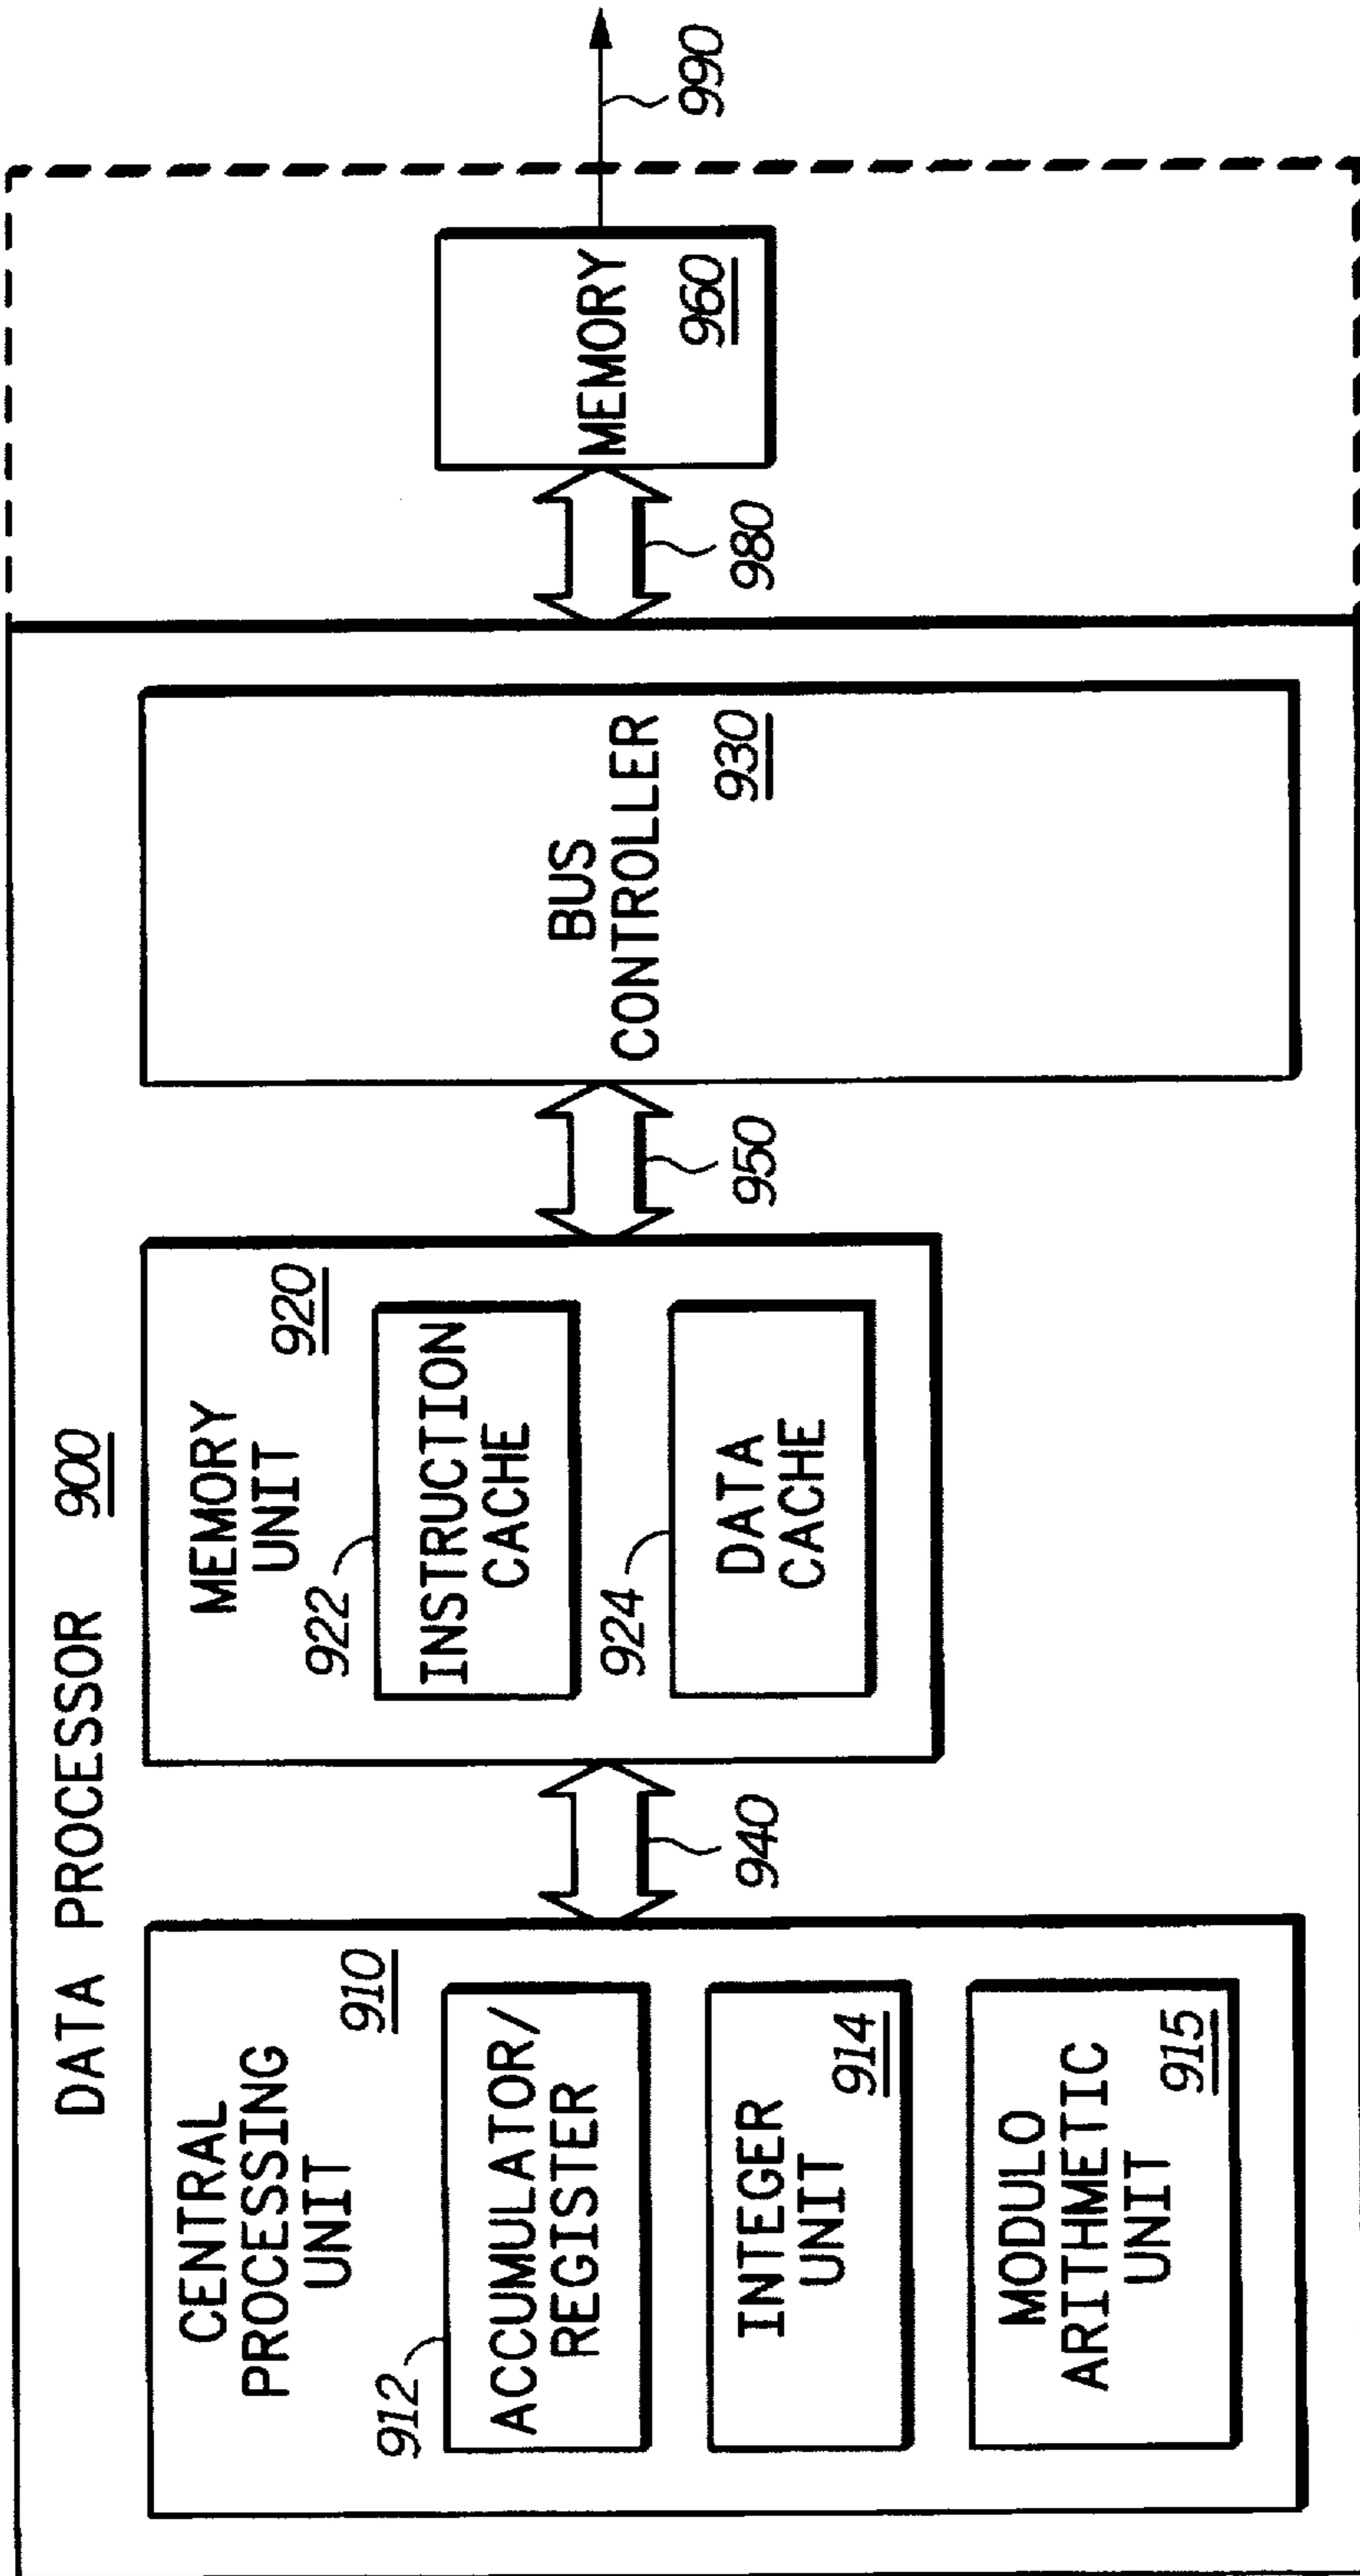 DATA PROCESSOR 900
CENTRAL
PROCESSING
UNIT
910
912
ACCUMULATOR/
REGISTER
INTEGER
UNIT
914
MODULO
ARITHMETIC
UNIT
915
940
MEMORY
UNIT
920
922
INSTRUCTION
CACHE
924
DATA
CACHE
950
BUS
CONTROLLER
930
980
MEMORY
960
990